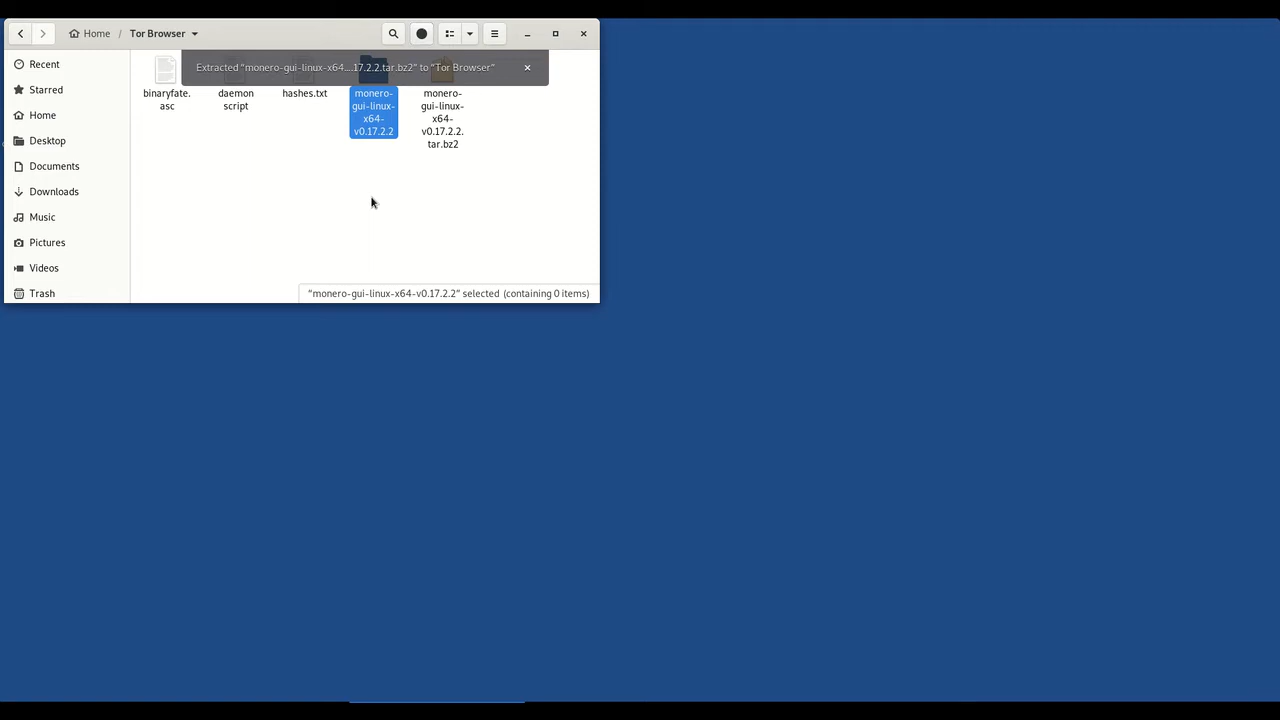 Home / Tor Browser
Extracted “monero-gui-linux-x64...17.2.2.tar.bz2” to “Tor Browser”
Recent
Starred
Home
Desktop
Documents
Downloads
Music
Pictures
Videos
Trash
binaryfate.
asc
daemon
script
hashes.txt
monero-
gui-linux-
x64-
v0.17.2.2
monero-
gui-linux-
x64-
v0.17.2.2.
tar.bz2
“monero-gui-linux-x64-v0.17.2.2” selected (containing 0 items)